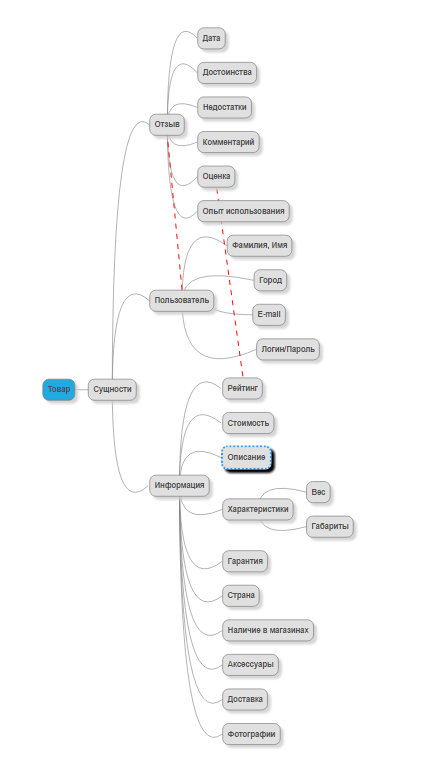 Дата
Достоинства
Отзыв
Недостатки
Комментарий
Оценка
Опыт использования
Фамилия, Имя
Город
Пользователь
E-mail
Логин/Пароль
Товар
Сущности
Рейтинг
Стоимость
Описание
Информация
Характеристики
Вес
Габариты
Гарантия
Страна
Наличие в магазинах
Аксессуары
Доставка
Фотографии